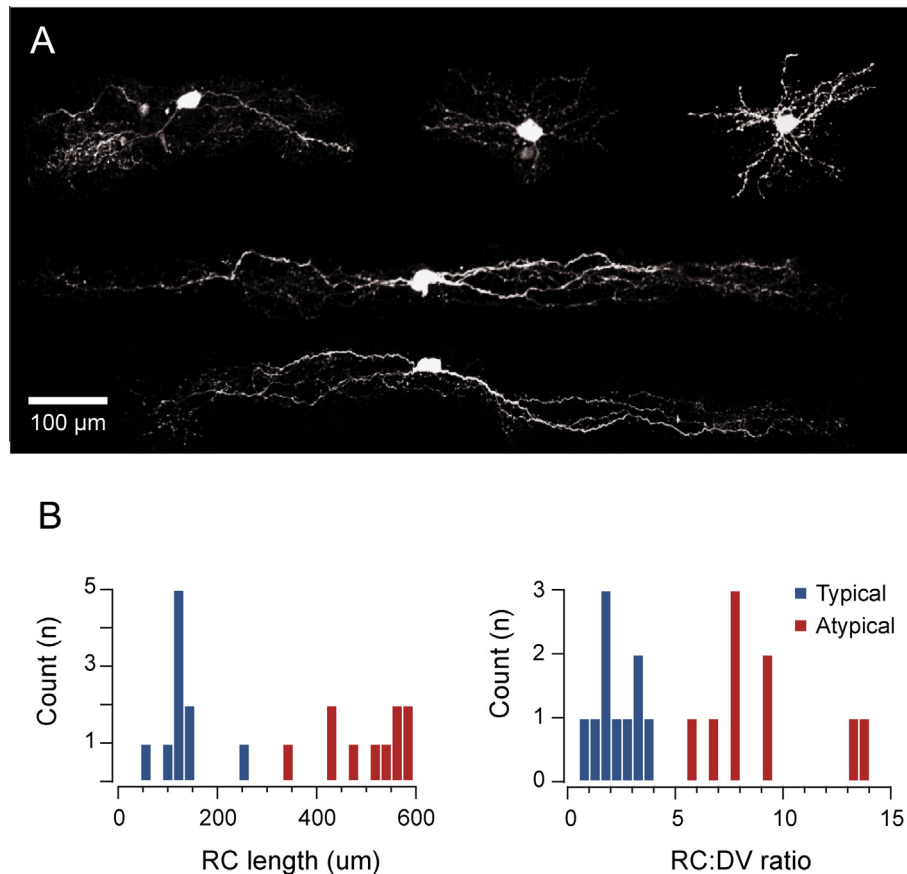 A
100 µm
B
5
3
1
Count (n)
0 200 400 600
RC length (um)
3
2
1
0
Count (n)
0 5 10 15
RC:DV ratio
Typical
Atypical